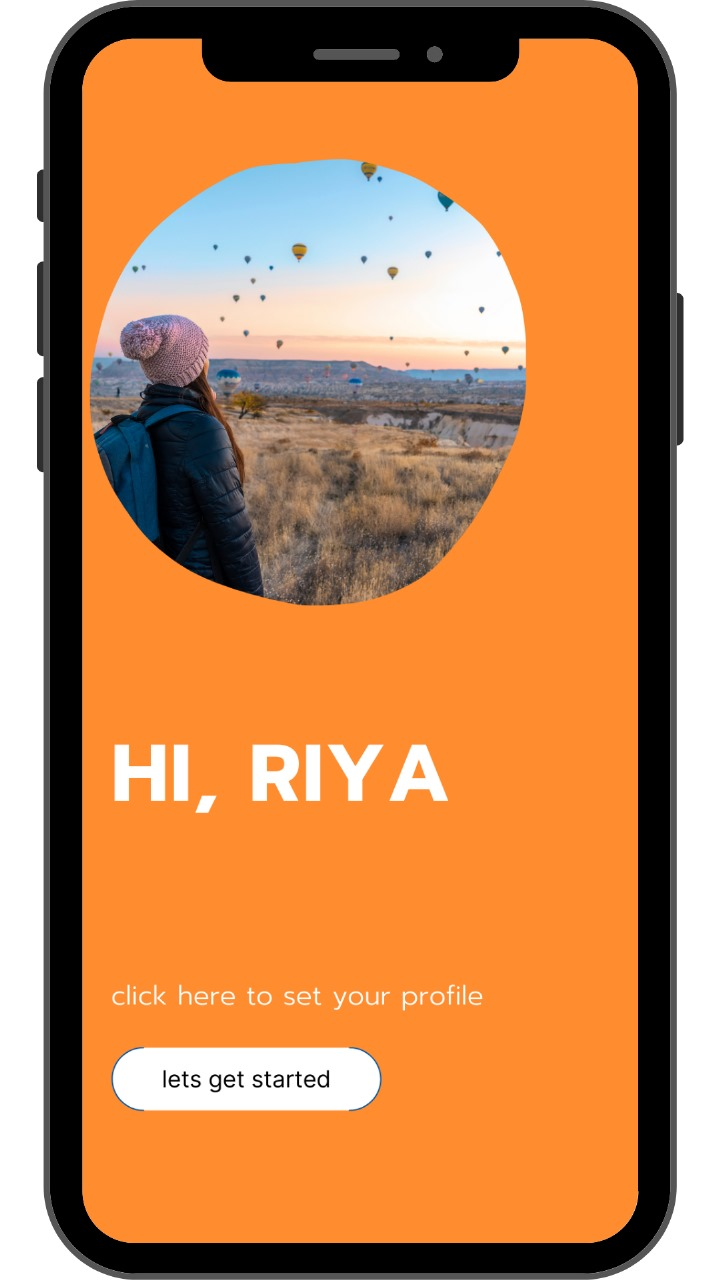 HI, RIYA
click here to set your profile
lets get started